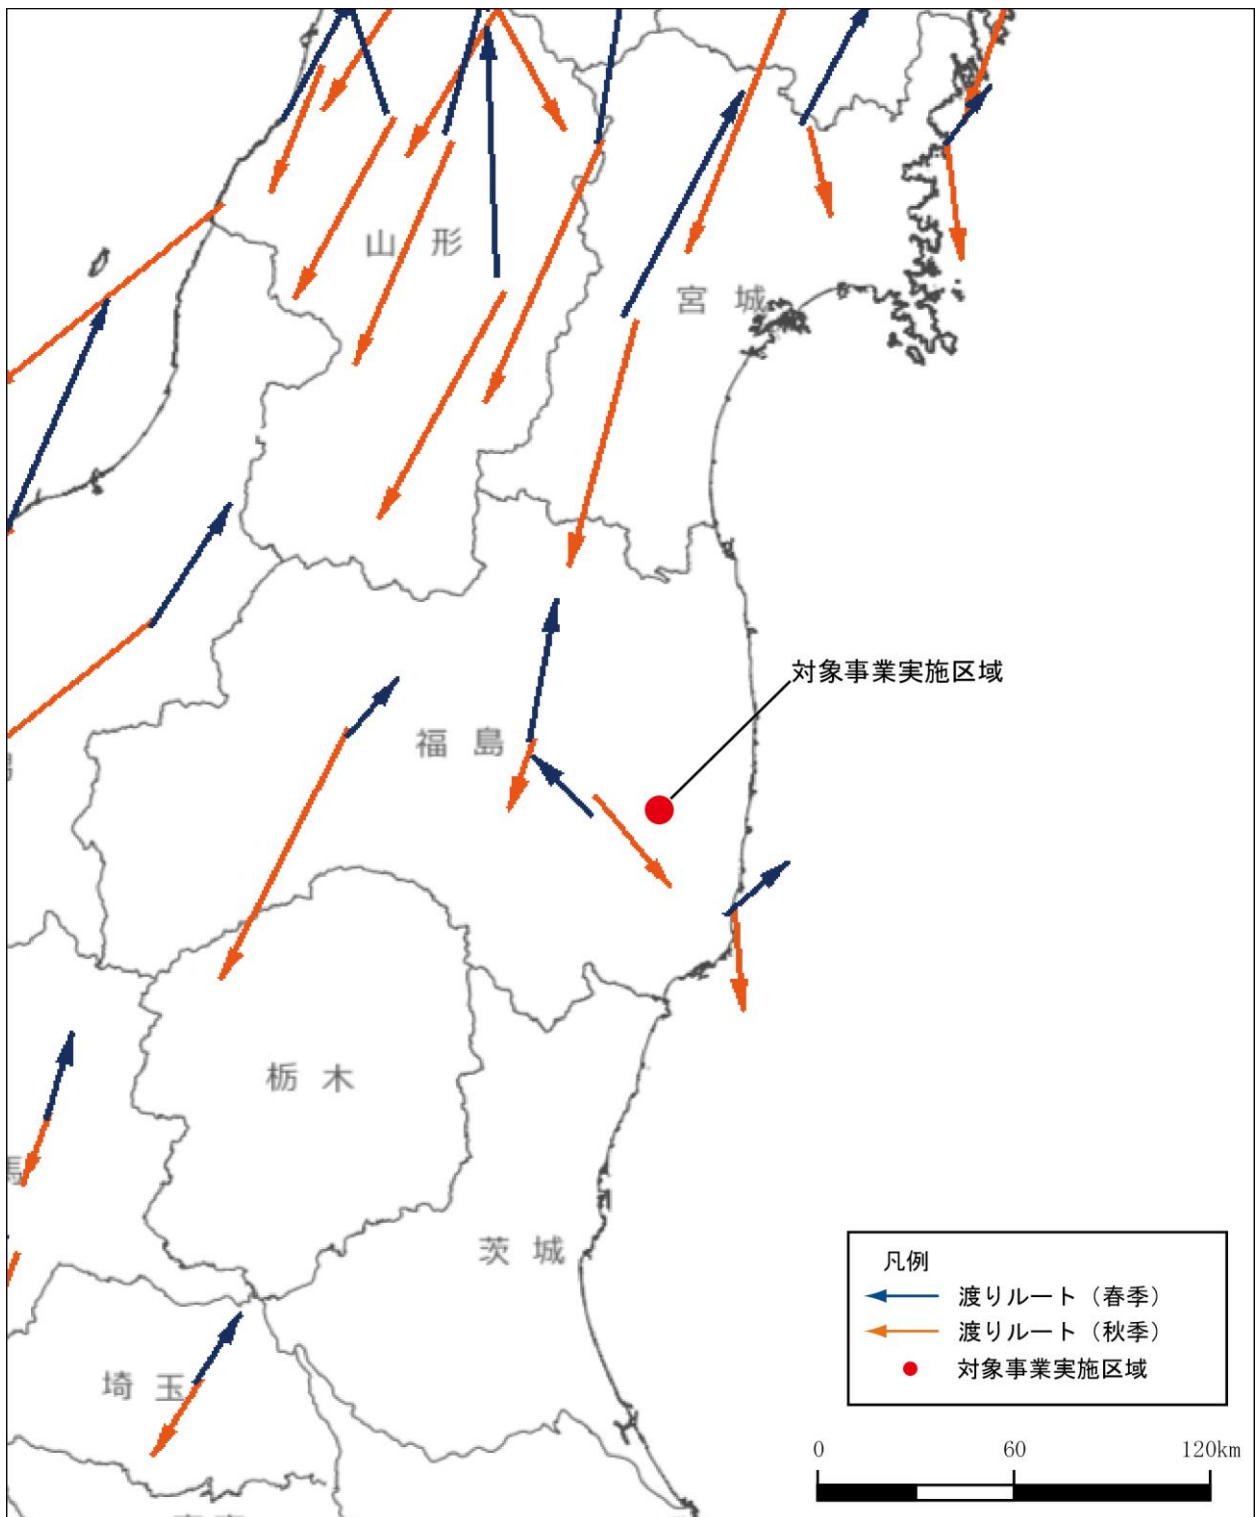 山形
宮城
対象事業実施区域
福島
栃木
馬
茨城
埼玉
凡例
渡りルート（春季）
渡りルート（秋季）
対象事業実施区域
0 60 120km